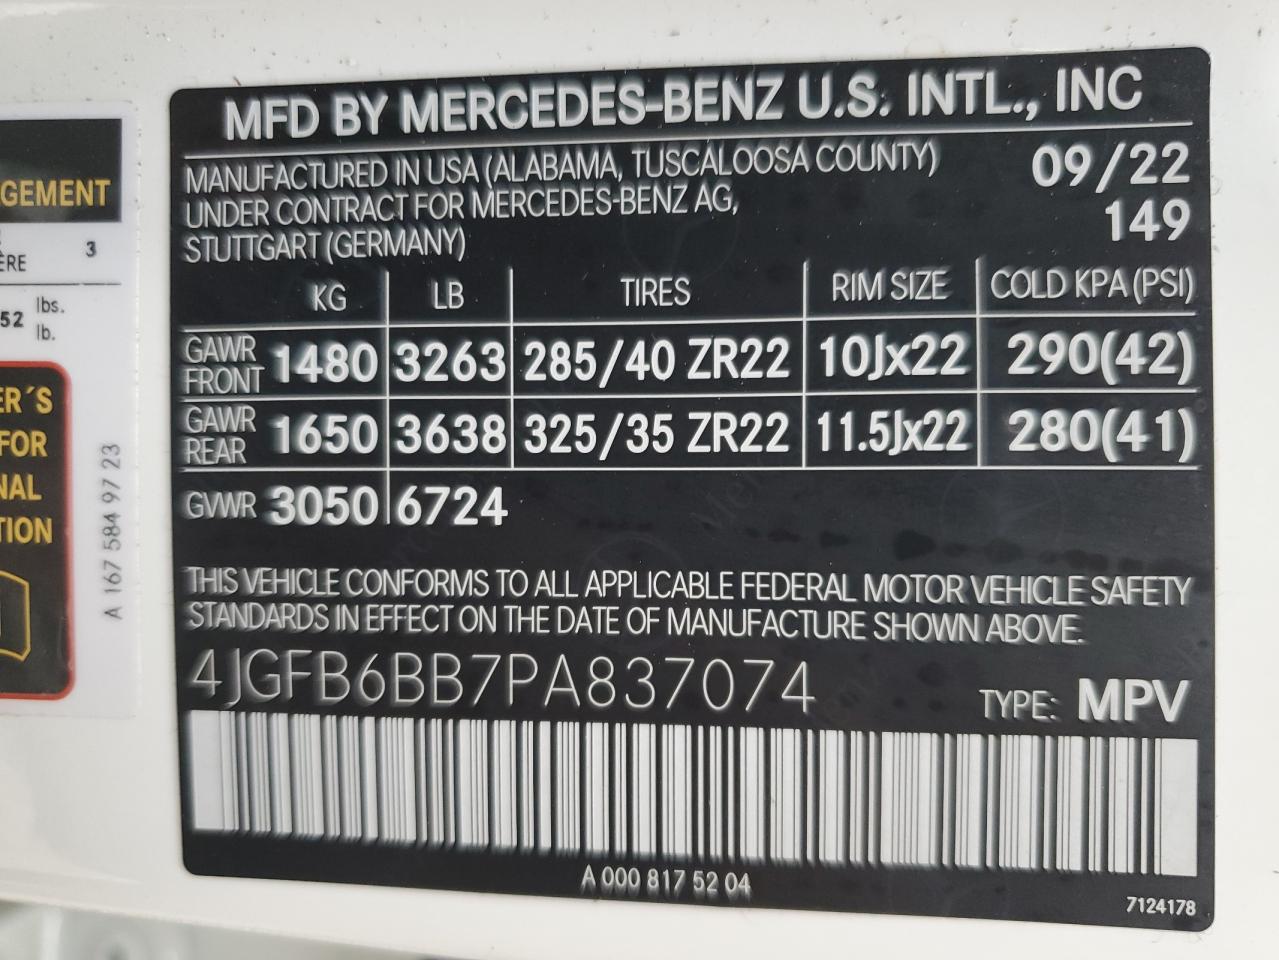 MFD BY MERCEDES-BENZ U.S. INTL., INC
MANUFACTURED IN USA (ALABAMA, TUSCALOOSA COUNTY) 09/22
UNDER CONTRACT FOR MERCEDES-BENZ AG, 149
STUTTGART (GERMANY)
KG LB TIRES RIM SIZE COLD KPA (PSI)
GAWR FRONT 1480 3263 285/40 ZR22 10Jx22 290(42)
GAWR REAR 1650 3638 325/35 ZR22 11.5Jx22 280(41)
GVWR 3050 6724
THIS VEHICLE CONFORMS TO ALL APPLICABLE FEDERAL MOTOR VEHICLE SAFETY
STANDARDS IN EFFECT ON THE DATE OF MANUFACTURE SHOWN ABOVE.
4JGFB6BB7PA837074 TYPE: MPV
A 000 817 52 04
7124178
GEMENT
ERE 3
52 lbs.
lb.
ER´S
FOR
NAL
TION
A 167 584 97 23